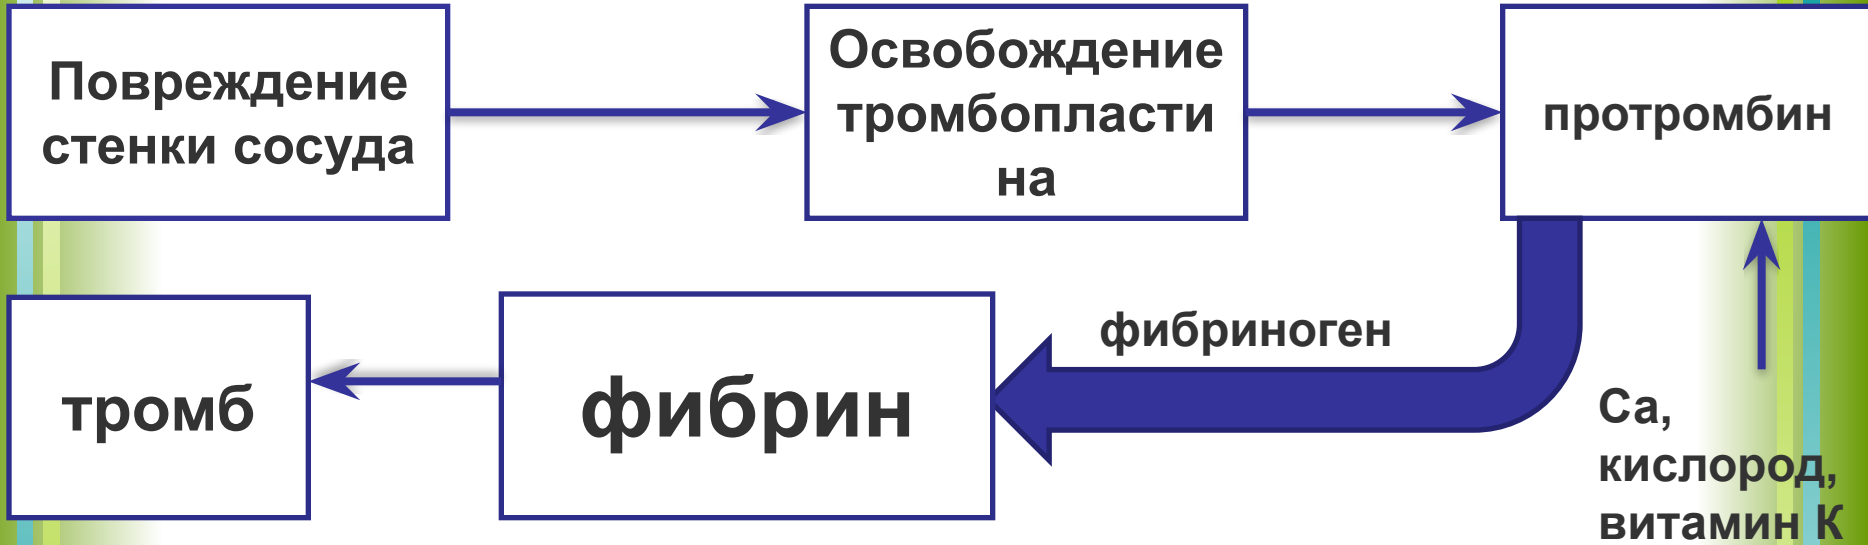 Повреждение
стенки сосуда
Освобождение
тромбопласти
на
протромбин
фибриноген
Са,
кислород,
витамин К
фибрин
тромб